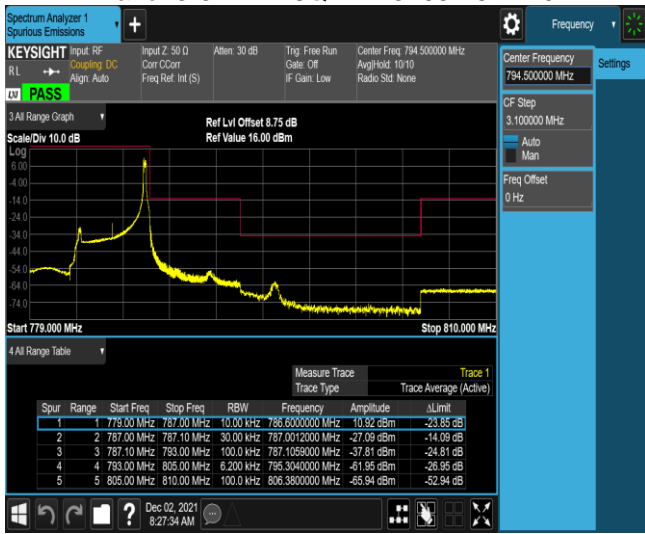 Spectrum Analyzer 1
Spurious Emissions
+
Frequency
KEYSIGHT
RL
LXI
PASS
Input: RF
Coupling: DC
Align: Auto
Input Z: 50 Ω
Corr CCorr
Freq Ref: Int (S)
Atten: 30 dB
Trig: Free Run
Gate: Off
IF Gain: Low
Center Freq: 794.500000 MHz
Avg|Hold: 10/10
Radio Std: None
Center Frequency
794.500000 MHz
Settings
CF Step
3.100000 MHz
Auto
Man
Freq Offset
0 Hz
3 All Range Graph
Scale/Div 10.0 dB
Ref Lvl Offset 8.75 dB
Ref Value 16.00 dBm
Log
6.00
-4.00
-14.0
-24.0
-34.0
-44.0
-54.0
-64.0
-74.0
Start 779.000 MHz
Stop 810.000 MHz
4 All Range Table
Measure Trace Trace 1
Trace Type Trace Average (Active)
Spur Range Start Freq Stop Freq RBW Frequency Amplitude ΔLimit
1 1 779.00 MHz 787.00 MHz 10.00 kHz 786.6000000 MHz 10.92 dBm -23.85 dB
2 2 787.00 MHz 787.10 MHz 30.00 kHz 787.0012000 MHz -27.09 dBm -14.09 dB
3 3 787.10 MHz 793.00 MHz 100.0 kHz 787.1059000 MHz -37.81 dBm -24.81 dB
4 4 793.00 MHz 805.00 MHz 6.200 kHz 795.3040000 MHz -61.95 dBm -26.95 dB
5 5 805.00 MHz 810.00 MHz 100.0 kHz 806.3800000 MHz -65.94 dBm -52.94 dB
?
Dec 02, 2021
8:27:34 AM